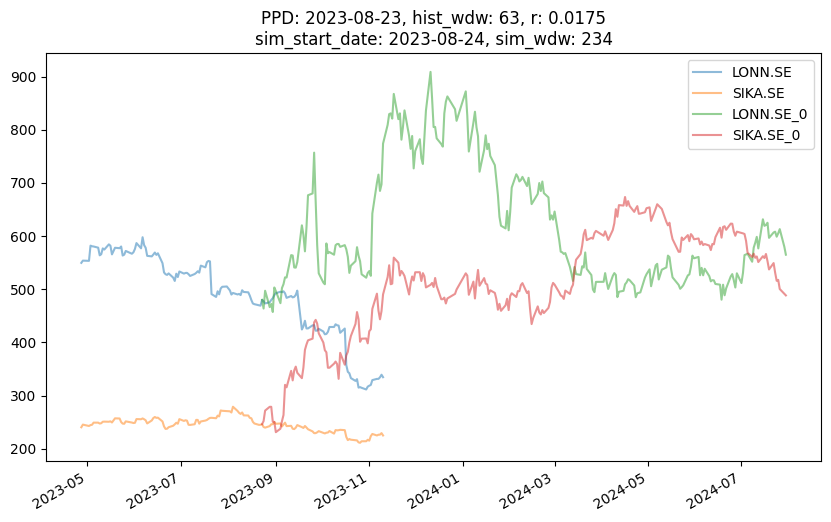 PPD: 2023-08-23, hist_wdw: 63, r: 0.0175
sim_start_date: 2023-08-24, sim_wdw: 234
LONN.SE
SIKA.SE
LONN.SE_0
SIKA.SE_0
900
800
700
600
500
400
300
200
2023-05
2023-07
2023-09
2023-11
2024-01
2024-03
2024-05
2024-07